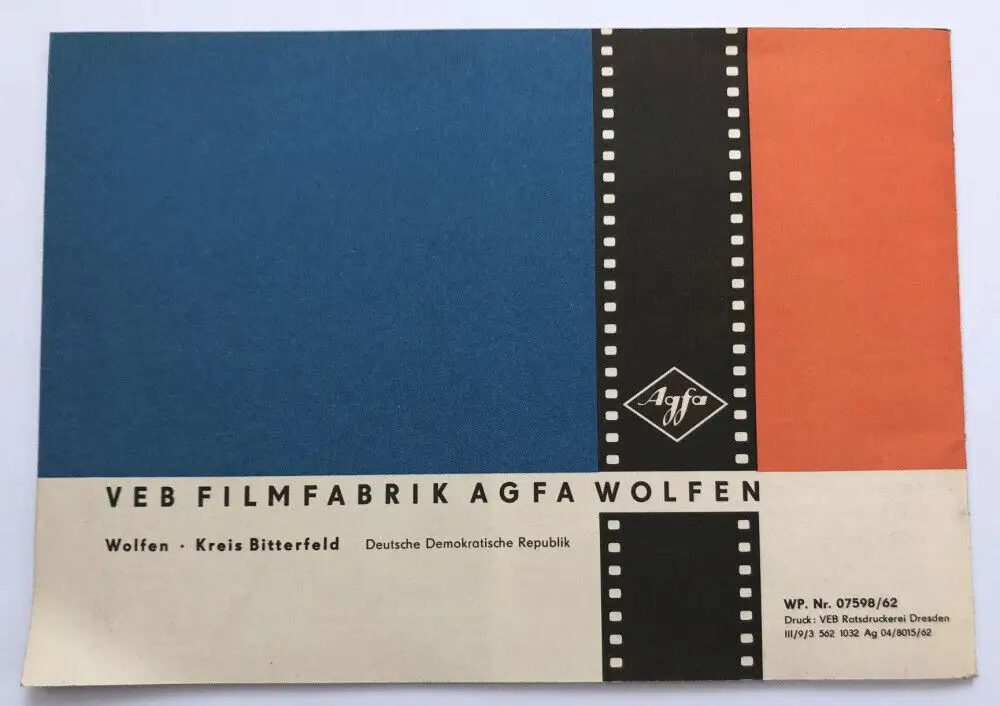 Agfa
VEB FILMFABRIK AGFA WOLFEN
Wolfen · Kreis Bitterfeld Deutsche Demokratische Republik
WP. Nr. 07598/62
Druck: VEB Ratsdruckerei Dresden
III/9/3 562 1032 Ag 04/8015/62